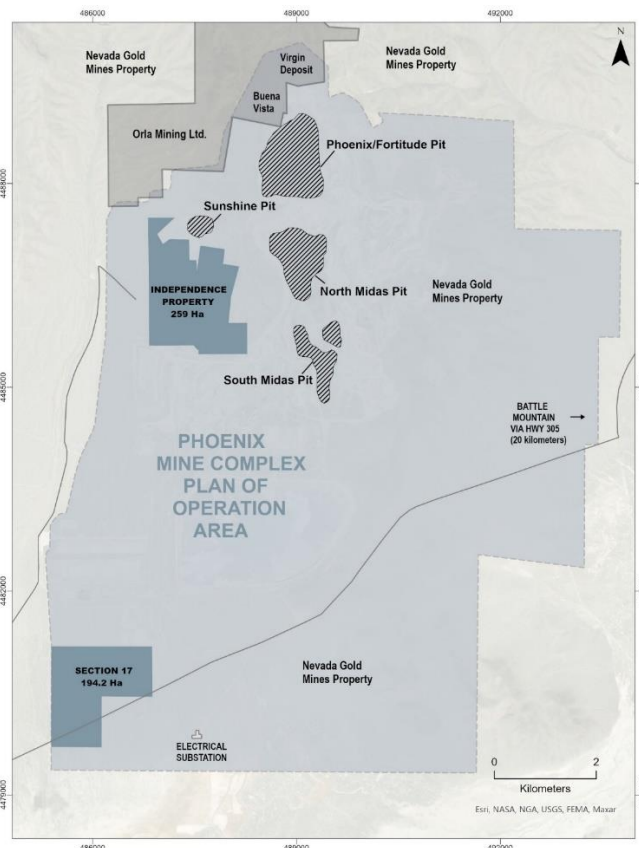 486000
489000
492000
N
Nevada Gold
Mines Property
Virgin
Deposit
Nevada Gold
Mines Property
Buena
Vista
Orla Mining Ltd.
Phoenix/Fortitude Pit
4488000
4488000
Sunshine Pit
INDEPENDENCE
PROPERTY
259 Ha
North Midas Pit
Nevada Gold
Mines Property
South Midas Pit
4485000
4485000
BATTLE
MOUNTAIN
VIA HWY 305
(20 kilometers)
PHOENIX
MINE COMPLEX
PLAN OF
OPERATION
AREA
4482000
4482000
SECTION 17
194.2 Ha
Nevada Gold
Mines Property
ELECTRICAL
SUBSTATION
0
2
Kilometers
4479000
4479000
Esri, NASA, NGA, USGS, FEMA, Maxar
486000
489000
492000